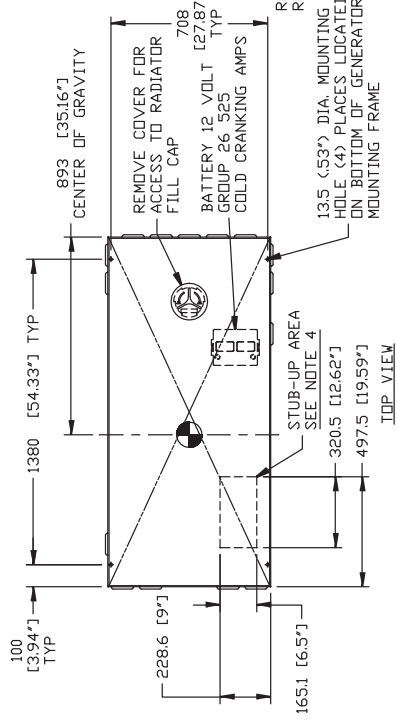 100
[3.94"]
TYP
1380 [54.33"] TYP
893 [35.16"]
CENTER OF GRAVITY
708
[27.87
TYP
REMOVE COVER FOR
ACCESS TO RADIATOR
FILL CAP
BATTERY 12 VOLT
GROUP 26 525
COLD CRANKING AMPS
R
R
13.5 (.53") DIA. MOUNTING
HOLE (4) PLACES LOCATED
ON BOTTOM OF GENERATOR
MOUNTING FRAME
228.6 [9"]
165.1 [6.5"]
STUB-UP AREA
SEE NOTE 4
320.5 [12.62"]
497.5 [19.59"]
TOP VIEW